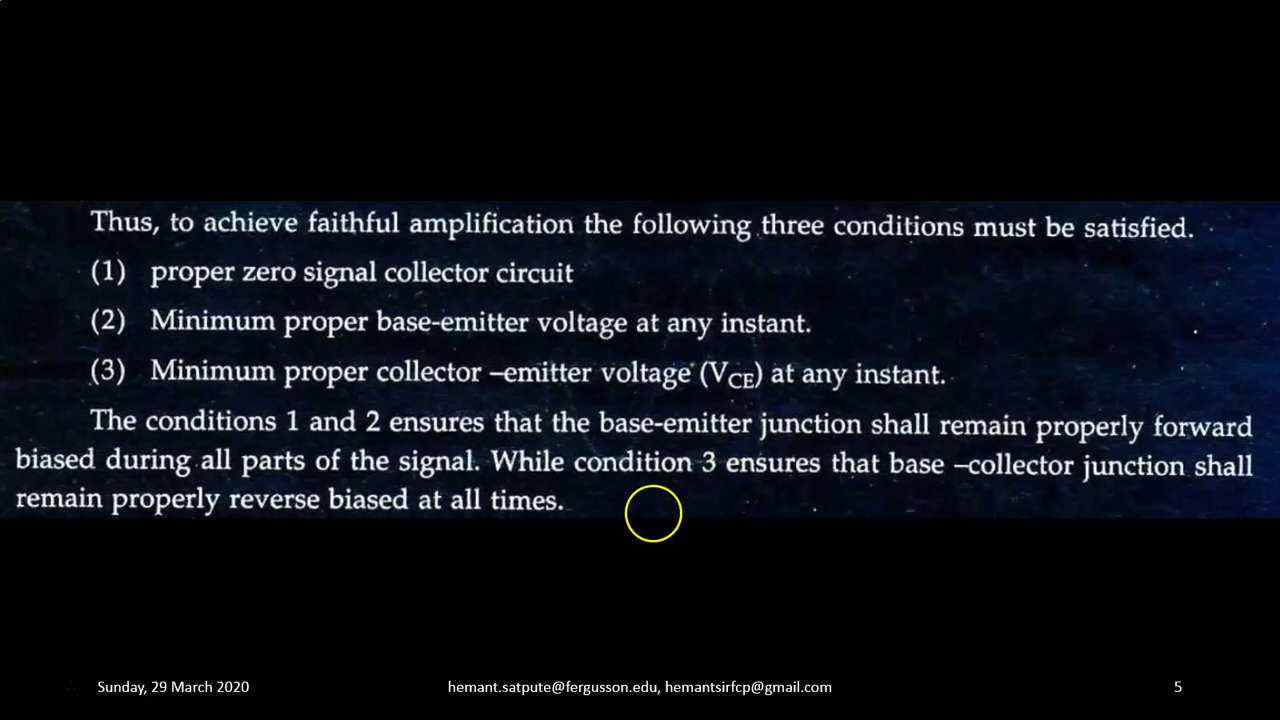 Thus, to achieve faithful amplification the following three conditions must be satisfied.
(1) proper zero signal collector circuit
(2) Minimum proper base-emitter voltage at any instant.
(3) Minimum proper collector –emitter voltage (VCE) at any instant.
The conditions 1 and 2 ensures that the base-emitter junction shall remain properly forward
biased during all parts of the signal. While condition 3 ensures that base –collector junction shall
remain properly reverse biased at all times.
Sunday, 29 March 2020 hemant.satpute@fergusson.edu, hemantsirfcp@gmail.com 5